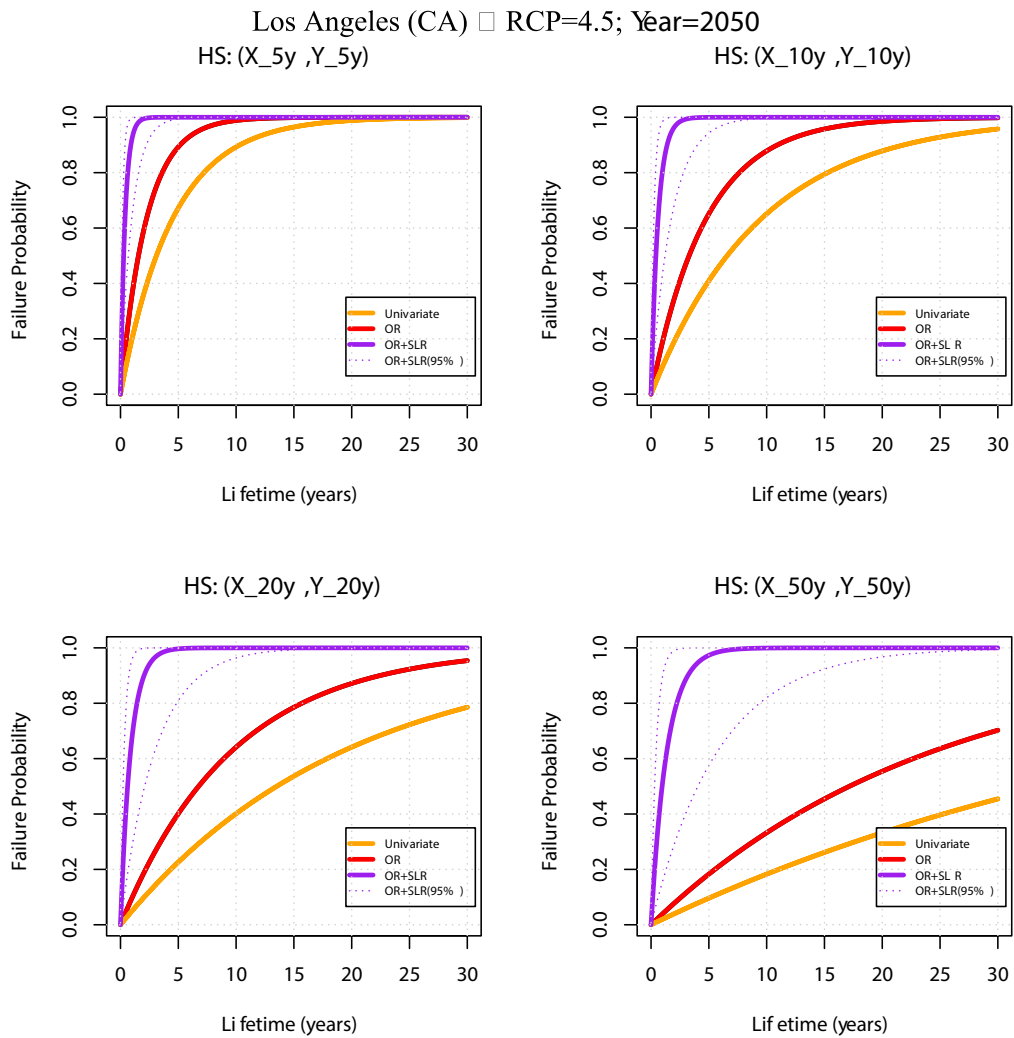 Los Angeles (CA) □ RCP=4.5; Year=2050
HS: (X_5y ,Y_5y)
Failure Probability
1.0
0.8
0.6
0.4
0.2
0.0
Univariate
OR
OR+SLR
OR+SLR(95% )
0 5 10 15 20 25 30
Li fetime (years)
HS: (X_10y ,Y_10y)
Failure Probability
1.0
0.8
0.6
0.4
0.2
0.0
Univariate
OR
OR+SL R
OR+SLR(95% )
0 5 10 15 20 25 30
Lif etime (years)
HS: (X_20y ,Y_20y)
Failure Probability
1.0
0.8
0.6
0.4
0.2
0.0
Univariate
OR
OR+SLR
OR+SLR(95% )
0 5 10 15 20 25 30
Li fetime (years)
HS: (X_50y ,Y_50y)
Failure Probability
1.0
0.8
0.6
0.4
0.2
0.0
Univariate
OR
OR+SL R
OR+SLR(95% )
0 5 10 15 20 25 30
Lif etime (years)